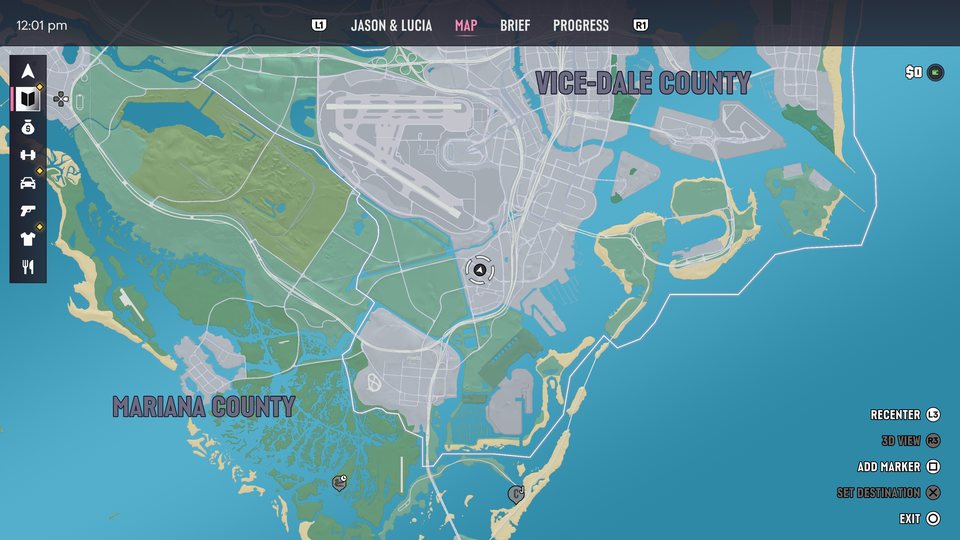 12:01 pm
L1 JASON & LUCIA MAP BRIEF PROGRESS R1
$0
VICE-DALE COUNTY
MARIANA COUNTY
RECENTER L3
3D VIEW R3
ADD MARKER
SET DESTINATION
EXIT